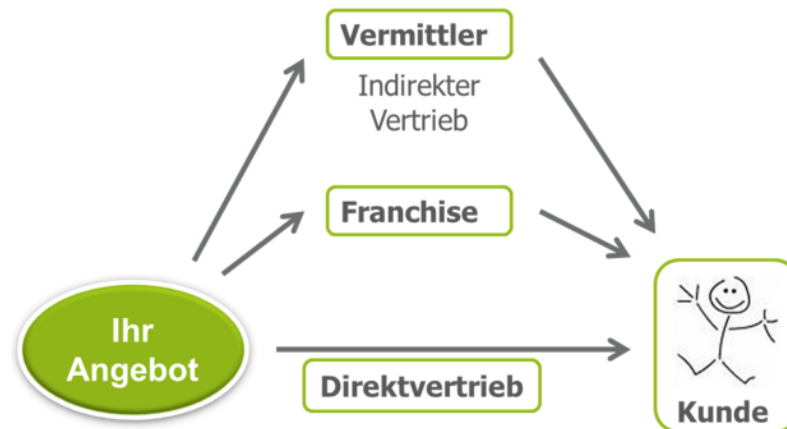 Vermittler
Indirekter
Vertrieb
Franchise
Ihr
Angebot
Direktvertrieb
Kunde